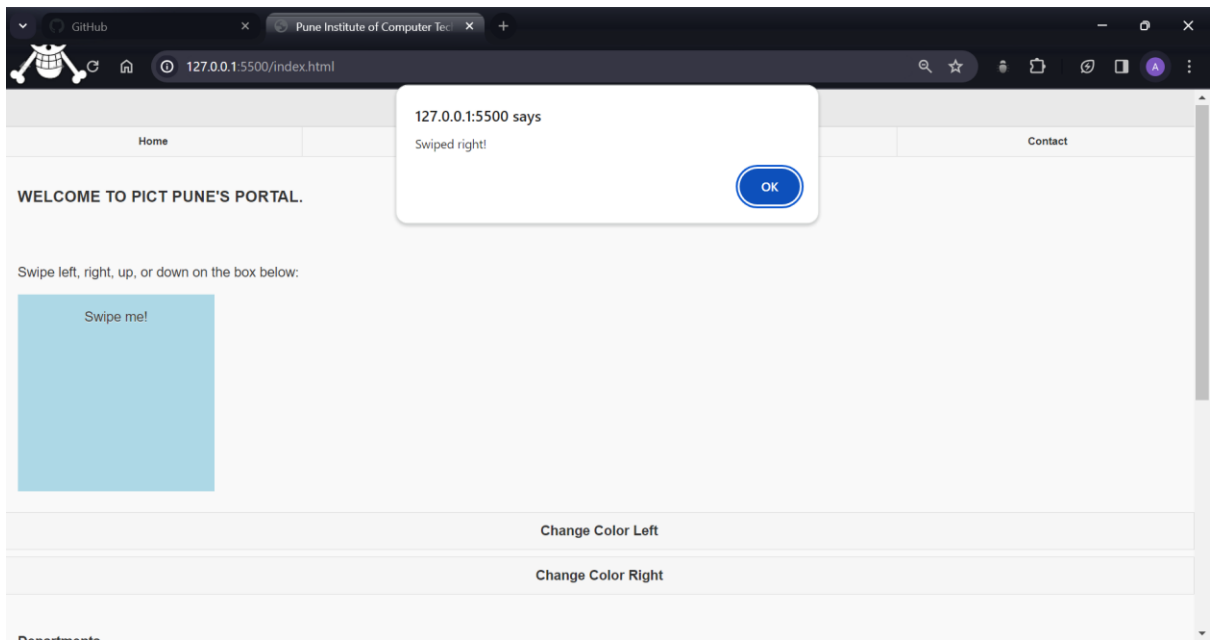 GitHub
Pune Institute of Computer Tec
127.0.0.1:5500/index.html
A
127.0.0.1:5500 says
Swiped right!
OK
Home
Contact
WELCOME TO PICT PUNE'S PORTAL.
Swipe left, right, up, or down on the box below:
Swipe me!
Change Color Left
Change Color Right
Departments